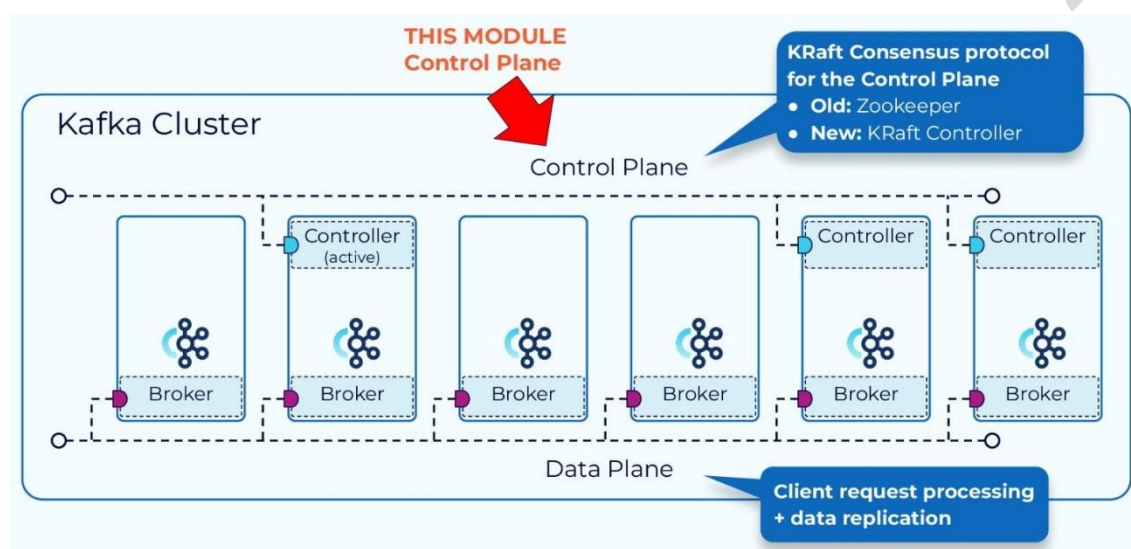 THIS MODULE
Control Plane
KRaft Consensus protocol
for the Control Plane
● Old: Zookeeper
● New: KRaft Controller
Kafka Cluster
Control Plane
Controller
(active)
Controller
Controller
Broker
Broker
Broker
Broker
Broker
Broker
Data Plane
Client request processing
+ data replication